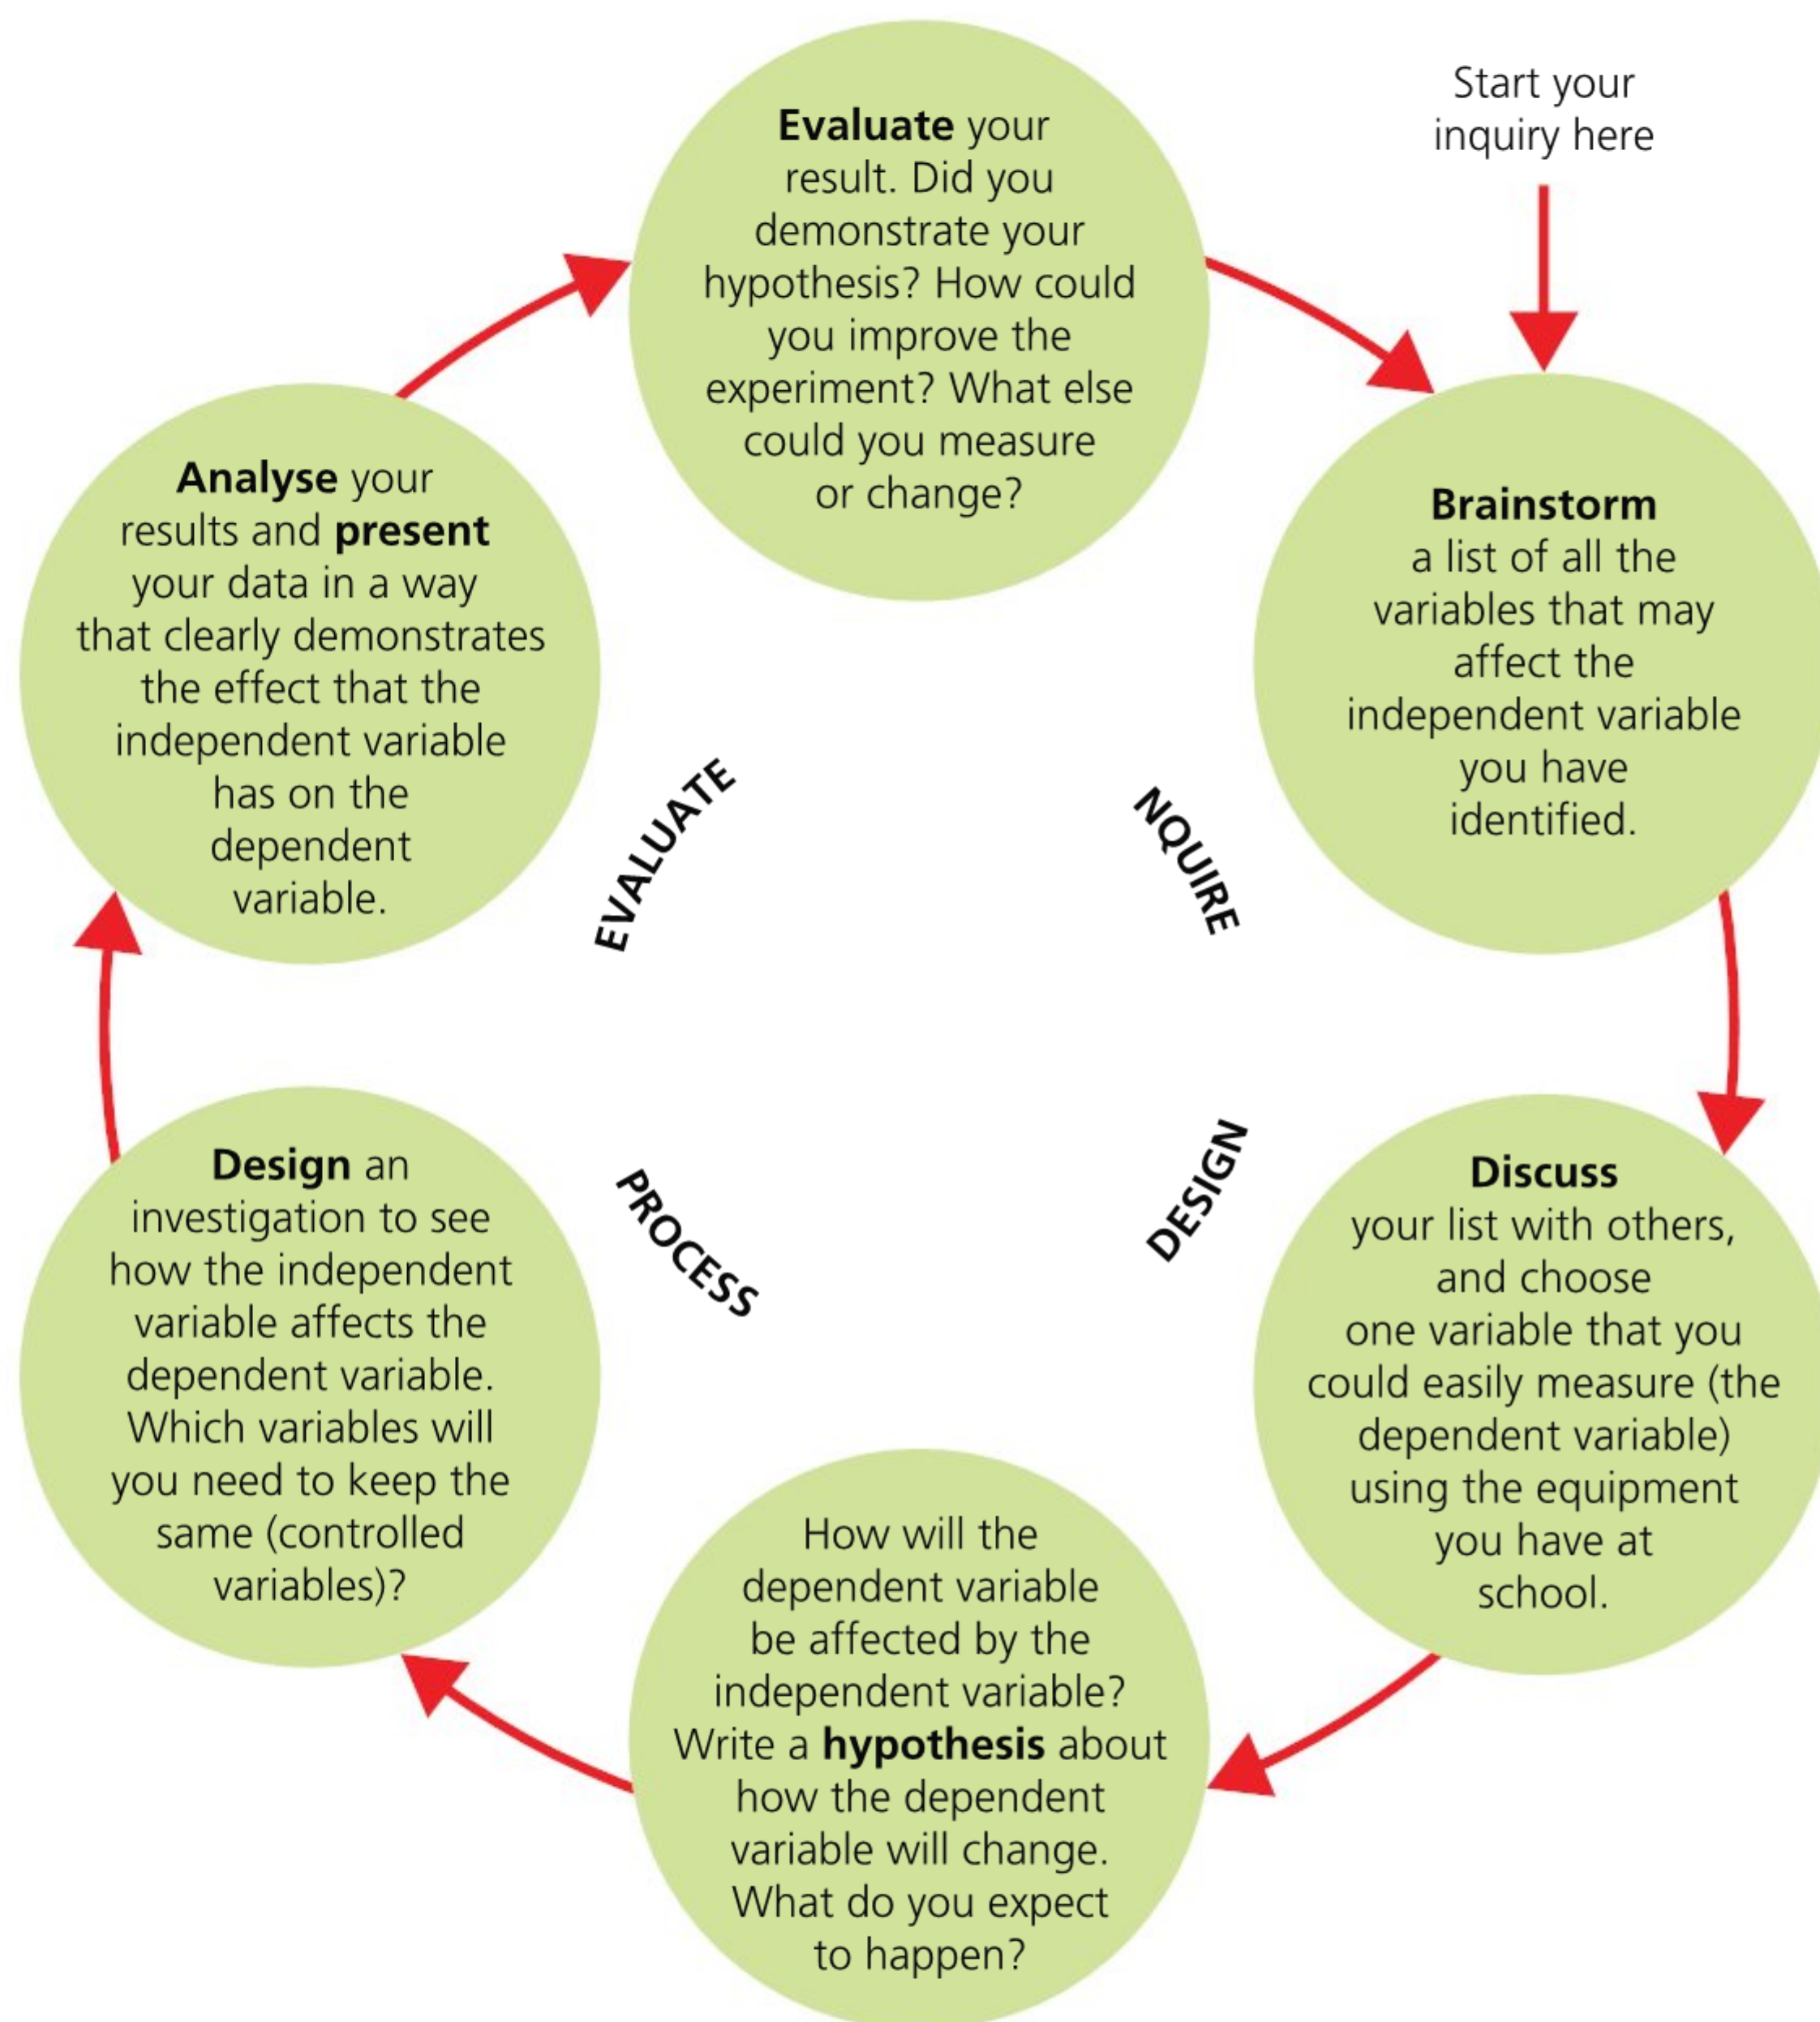 Start your
inquiry here
Brainstorm
a list of all the
variables that may
affect the
independent variable
you have
identified.
Discuss
your list with others,
and choose
one variable that you
could easily measure (the
dependent variable)
using the equipment
you have at
school.
How will the
dependent variable
be affected by the
independent variable?
Write a hypothesis about
how the dependent
variable will change.
What do you expect
to happen?
Design an
investigation to see
how the independent
variable affects the
dependent variable.
Which variables will
you need to keep the
same (controlled
variables)?
Analyse your
results and present
your data in a way
that clearly demonstrates
the effect that the
independent variable
has on the
dependent
variable.
Evaluate your
result. Did you
demonstrate your
hypothesis? How could
you improve the
experiment? What else
could you measure
or change?
NQUIRE
DESIGN
PROCESS
EVALUATE